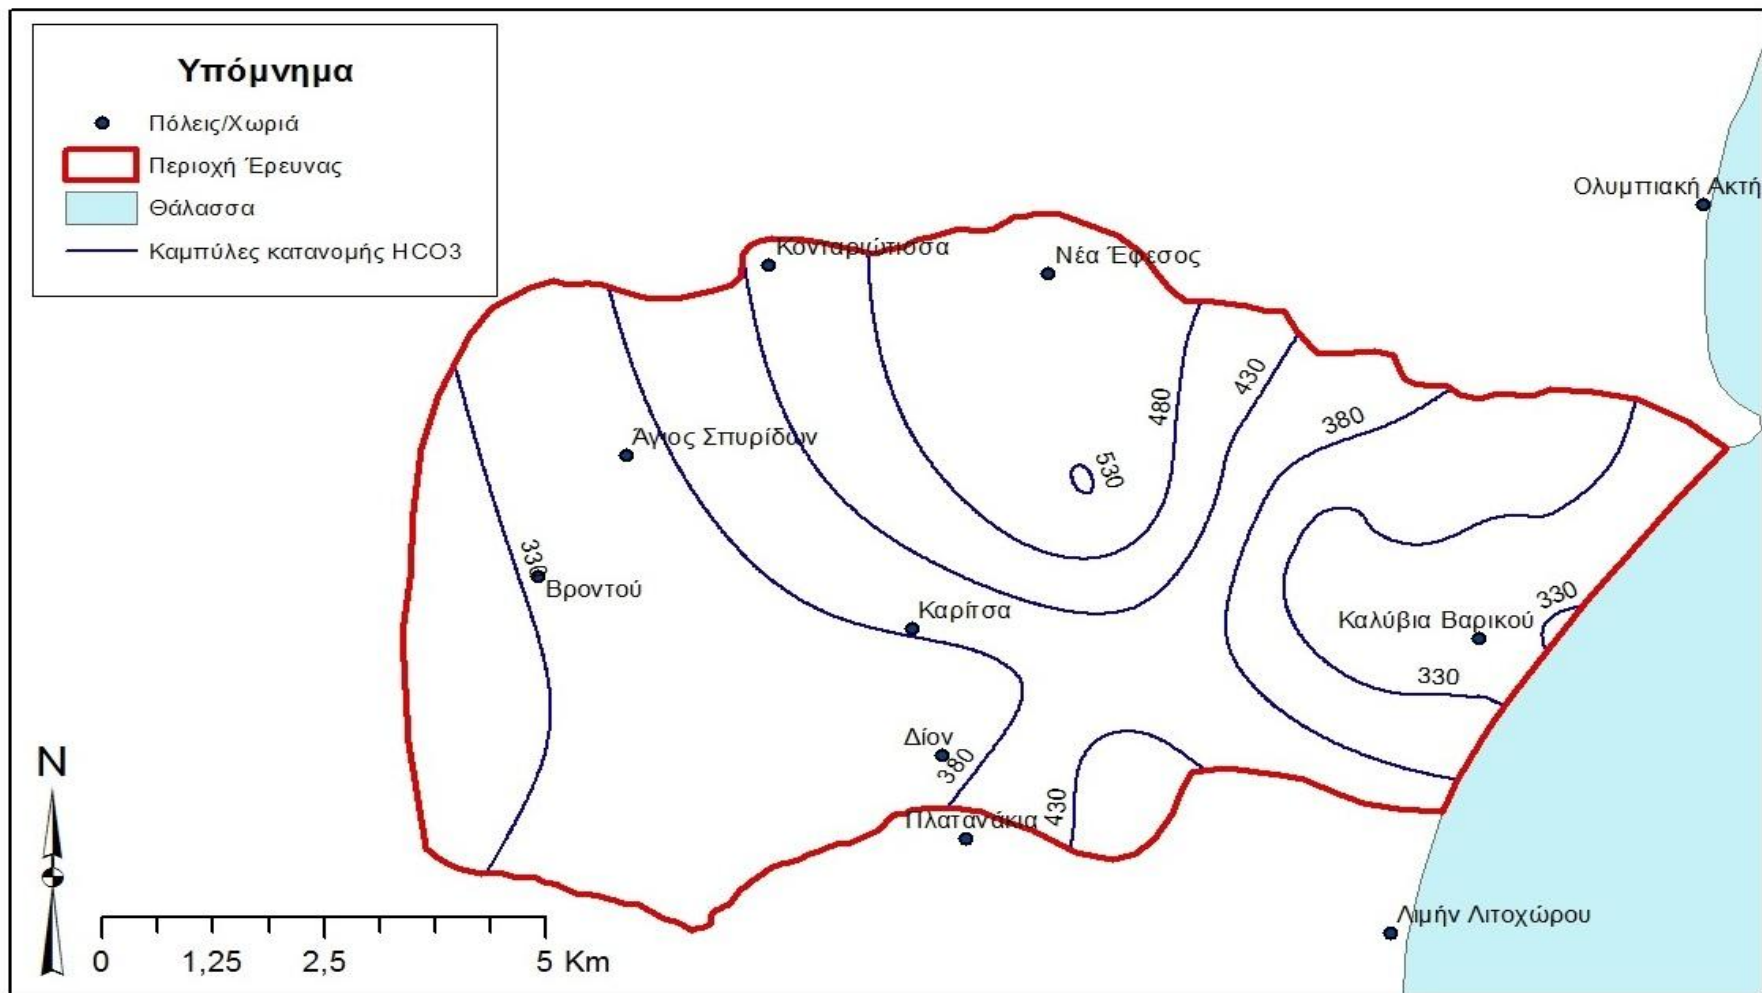 Υπόμνημα
Πόλεις/Χωριά
Περιοχή Έρευνας
Θάλασσα
Καμπύλες κατανομής HCO3
Ολυμπιακή Ακτή
Κονταριώτισσα
Νέα Έφεσος
430
480
380
Άγιος Σπυρίδων
530
330
Βροντού
330
Καρίτσα
Καλύβια Βαρικού
330
Δίον
380
430
Πλατανάκια
N
Λιμήν Λιτοχώρου
0 1,25 2,5 5 Km